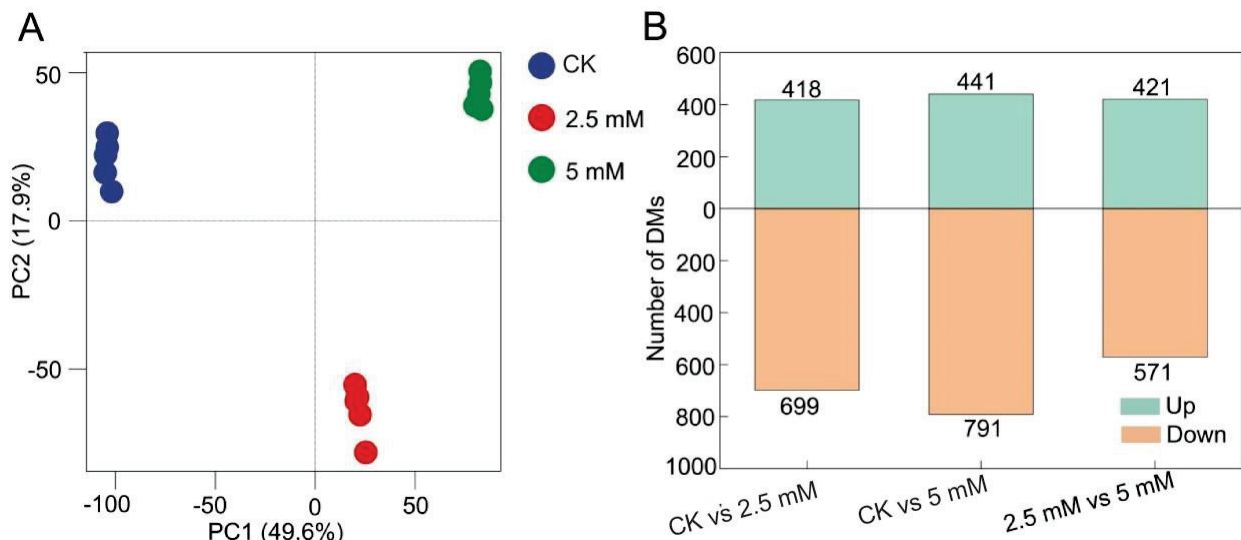 A
50
0
-50
PC2 (17.9%)
-100
-50
0
50
PC1 (49.6%)
CK
2.5 mM
5 mM
B
600
400
200
0
200
400
600
800
1000
Number of DMs
418
441
421
699
791
571
Up
Down
CK vs 2.5 mM
CK vs 5 mM
2.5 mM vs 5 mM